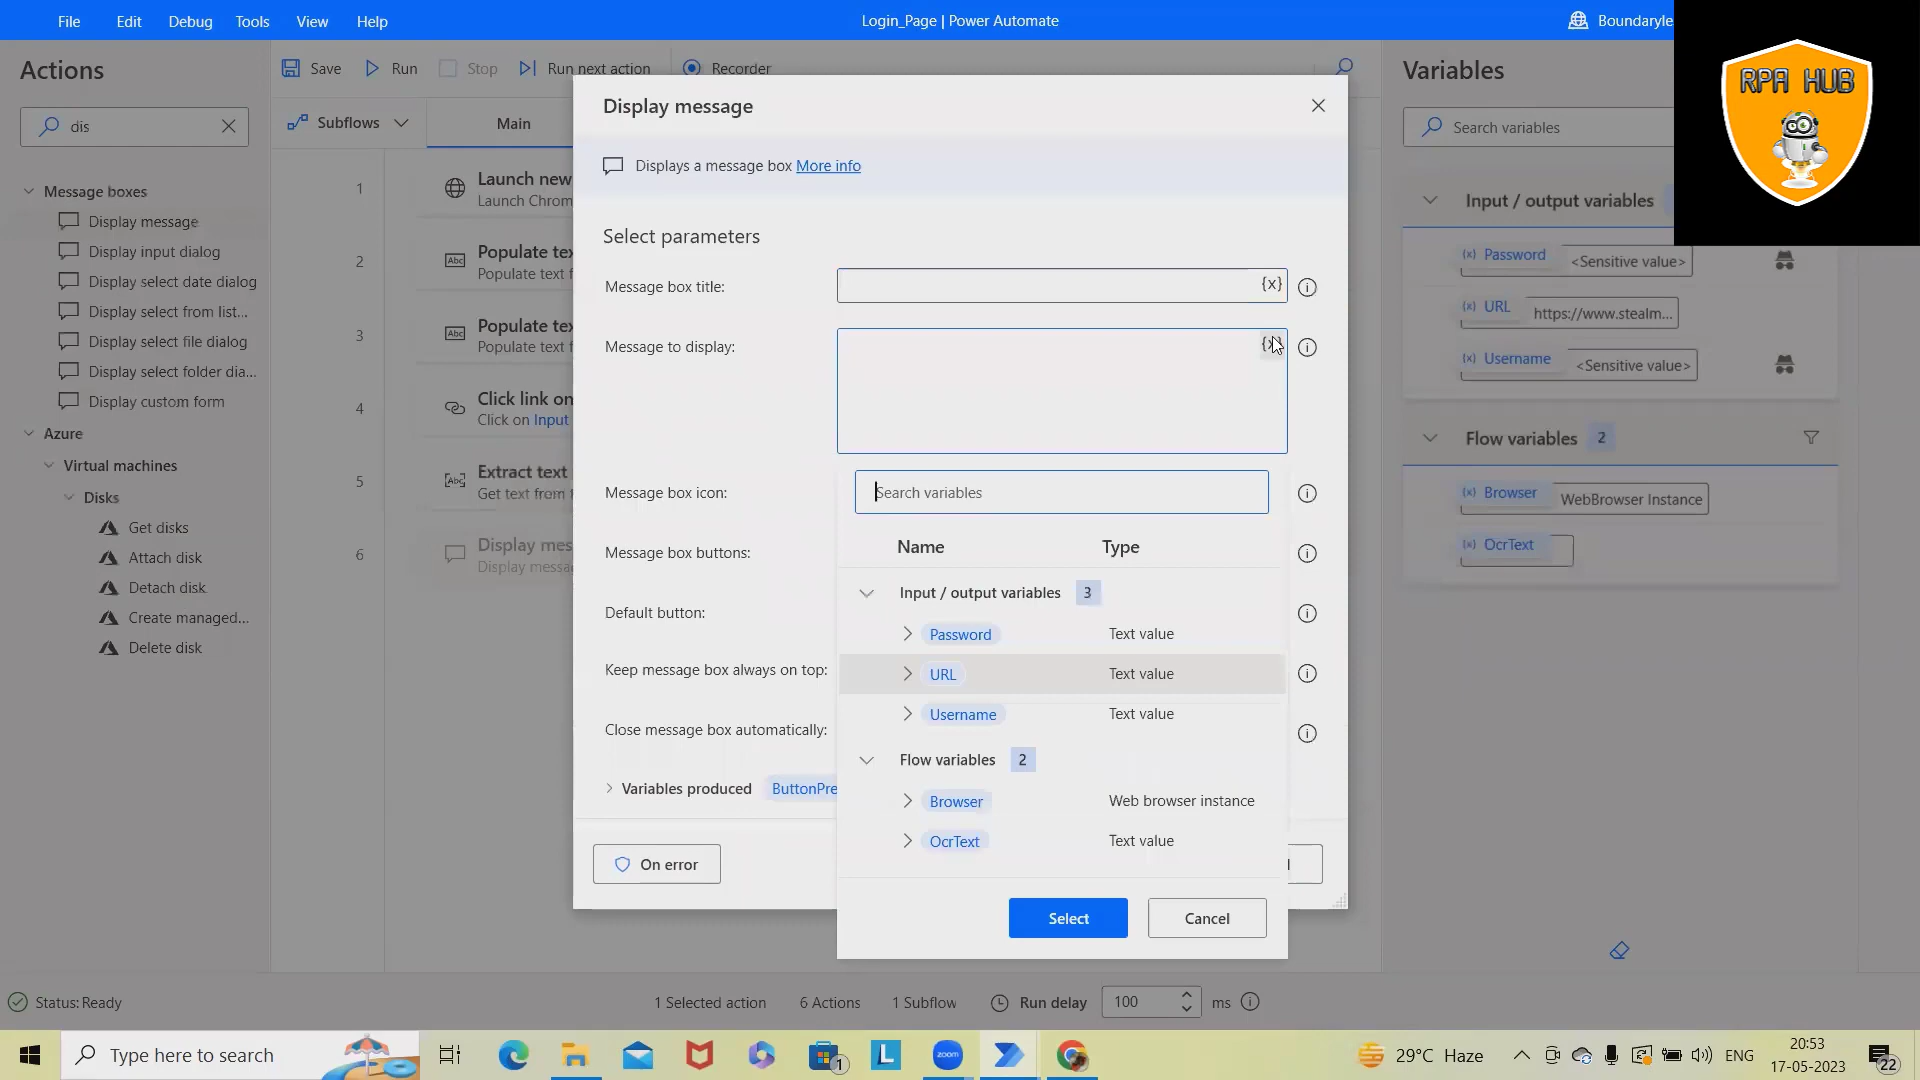 File Edit Debug Tools View Help
Login_Page | Power Automate
Boundaryle
RPA HUB
Actions
dis
Message boxes
Display message
Display input dialog
Display select date dialog
Display select from list...
Display select file dialog
Display select folder dia...
Display custom form
Azure
Virtual machines
Disks
Get disks
Attach disk
Detach disk
Create managed...
Delete disk
Save Run Stop Run next action Recorder
Subflows Main
1 Launch new
Launch Chrom
2 Populate tex
Populate text f
3 Populate tex
Populate text f
4 Click link on
Click on Input
5 Extract text
Get text from
6 Display mes
Display messa
Display message
Displays a message box More info
Select parameters
Message box title: {x}
Message to display:
Message box icon:
Message box buttons:
Default button:
Keep message box always on top:
Close message box automatically:
Variables produced ButtonPre
On error
Search variables
Name Type
Input / output variables 3
Password Text value
URL Text value
Username Text value
Flow variables 2
Browser Web browser instance
OcrText Text value
Select Cancel
Variables
Search variables
Input / output variables
(x) Password <Sensitive value>
(x) URL https://www.stealm...
(x) Username <Sensitive value>
Flow variables 2
(x) Browser WebBrowser Instance
(x) OcrText
Status: Ready
1 Selected action 6 Actions 1 Subflow Run delay 100 ms
Type here to search
zoom
1
29°C Haze
ENG
20:53
17-05-2023
22